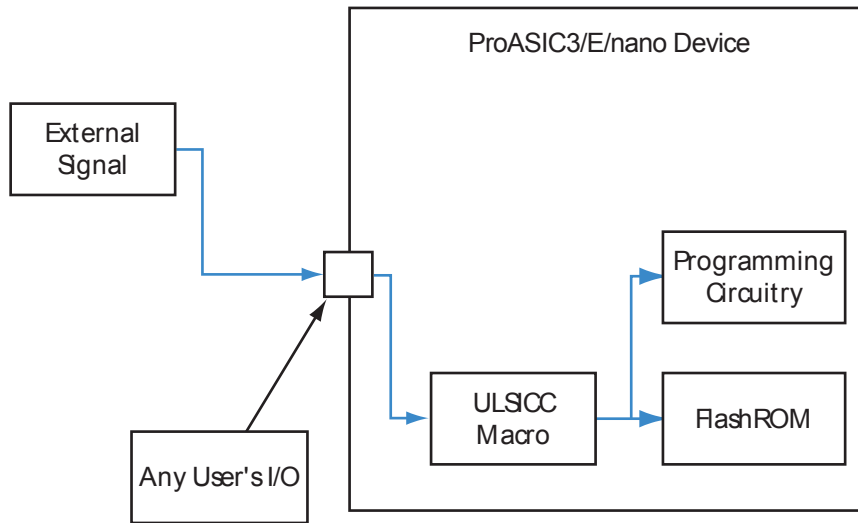 ProASIC3/E/nano Device
External
Signal
Programming
Circuitry
ULSICC
Macro
FlashROM
Any User's I/O